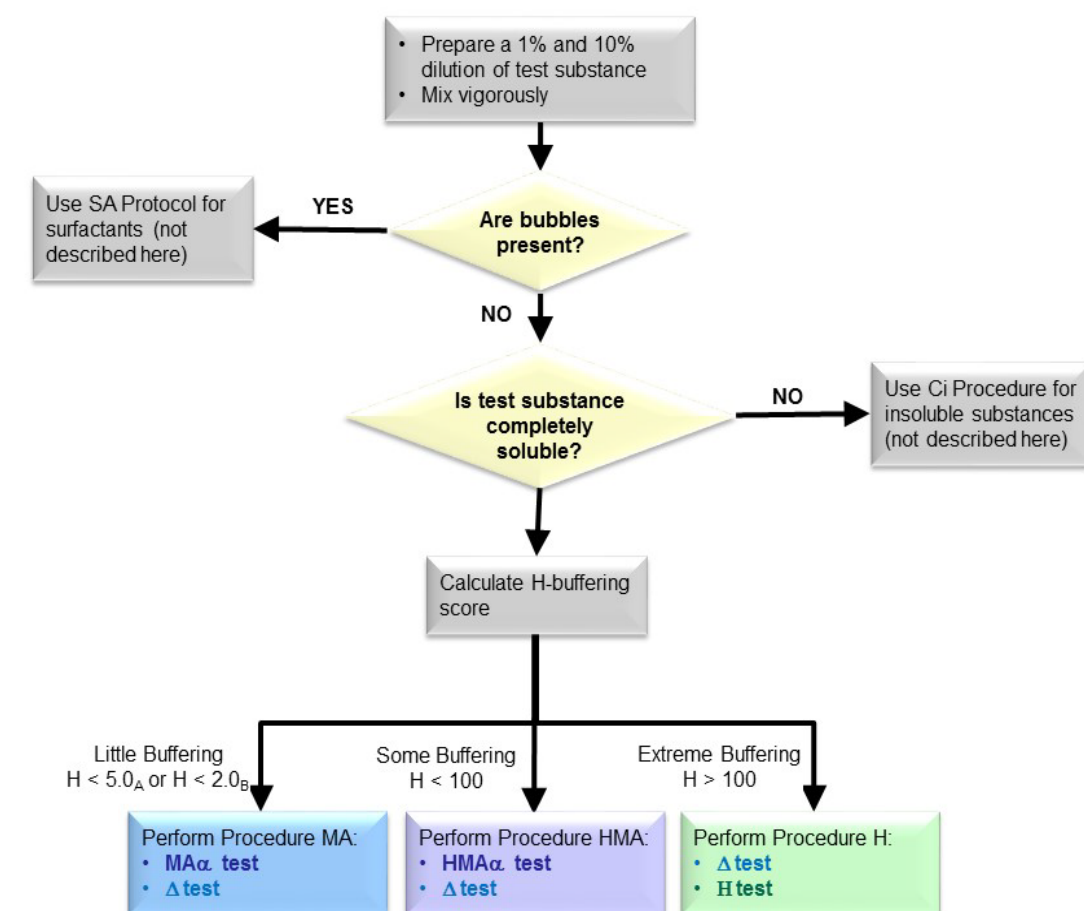 • Prepare a 1% and 10%
dilution of test substance
• Mix vigorously
Are bubbles
present?
YES
Use SA Protocol for
surfactants (not
described here)
NO
Is test substance
completely
soluble?
NO
Use Ci Procedure for
insoluble substances
(not described here)
Calculate H-buffering
score
Little Buffering
H < 5.0A or H < 2.0B
Some Buffering
H < 100
Extreme Buffering
H > 100
Perform Procedure MA:
• MAα test
• Δ test
Perform Procedure HMA:
• HMAα test
• Δ test
Perform Procedure H:
• Δ test
• H test